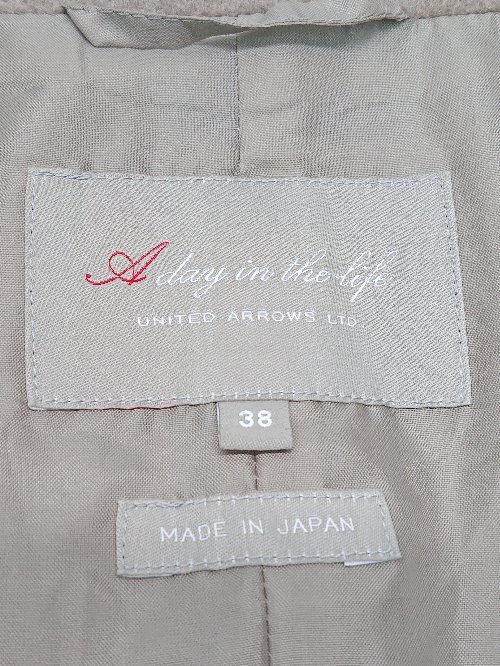 A day in the life
UNITED ARROWS LTD.
38
MADE IN JAPAN